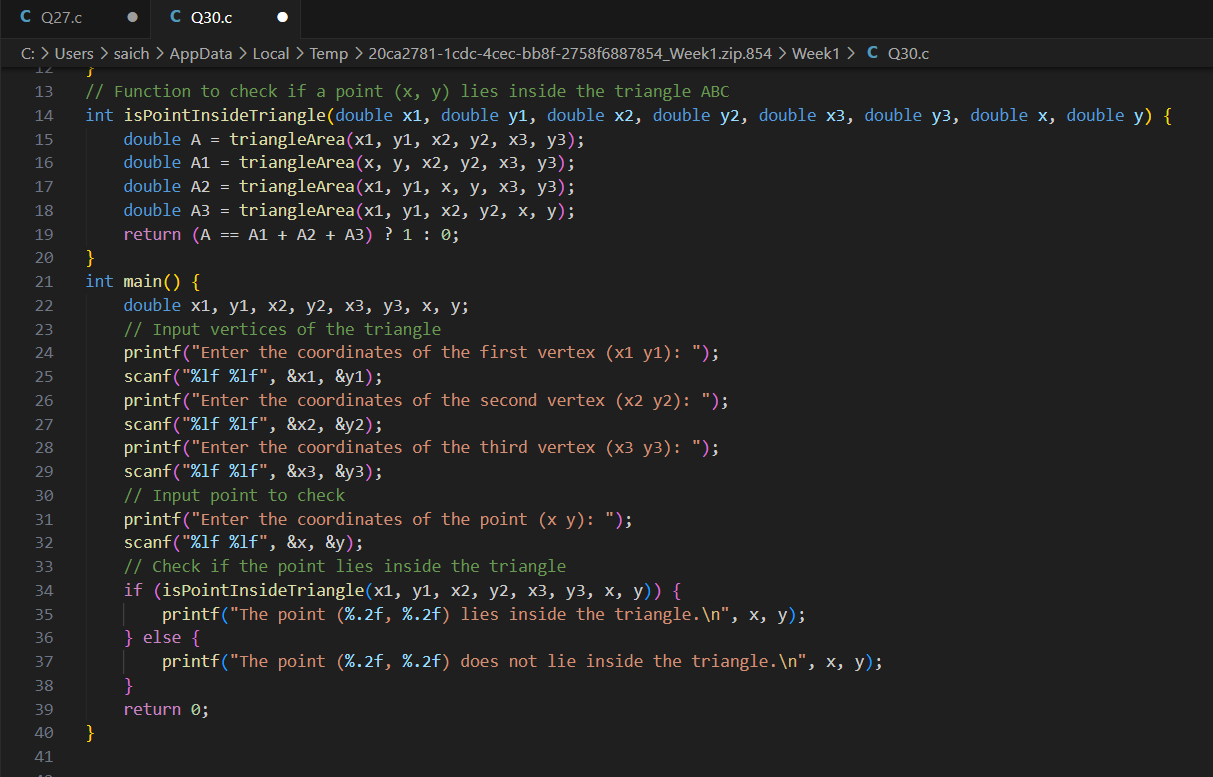 C Q27.c ● C Q30.c ●
C: > Users > saich > AppData > Local > Temp > 20ca2781-1cdc-4cec-bb8f-2758f6887854_Week1.zip.854 > Week1 > C Q30.c
12 }
13 // Function to check if a point (x, y) lies inside the triangle ABC
14 int isPointInsideTriangle(double x1, double y1, double x2, double y2, double x3, double y3, double x, double y) {
15     double A = triangleArea(x1, y1, x2, y2, x3, y3);
16     double A1 = triangleArea(x, y, x2, y2, x3, y3);
17     double A2 = triangleArea(x1, y1, x, y, x3, y3);
18     double A3 = triangleArea(x1, y1, x2, y2, x, y);
19     return (A == A1 + A2 + A3) ? 1 : 0;
20 }
21 int main() {
22     double x1, y1, x2, y2, x3, y3, x, y;
23     // Input vertices of the triangle
24     printf("Enter the coordinates of the first vertex (x1 y1): ");
25     scanf("%lf %lf", &x1, &y1);
26     printf("Enter the coordinates of the second vertex (x2 y2): ");
27     scanf("%lf %lf", &x2, &y2);
28     printf("Enter the coordinates of the third vertex (x3 y3): ");
29     scanf("%lf %lf", &x3, &y3);
30     // Input point to check
31     printf("Enter the coordinates of the point (x y): ");
32     scanf("%lf %lf", &x, &y);
33     // Check if the point lies inside the triangle
34     if (isPointInsideTriangle(x1, y1, x2, y2, x3, y3, x, y)) {
35         printf("The point (%.2f, %.2f) lies inside the triangle.\n", x, y);
36     } else {
37         printf("The point (%.2f, %.2f) does not lie inside the triangle.\n", x, y);
38     }
39     return 0;
40 }
41